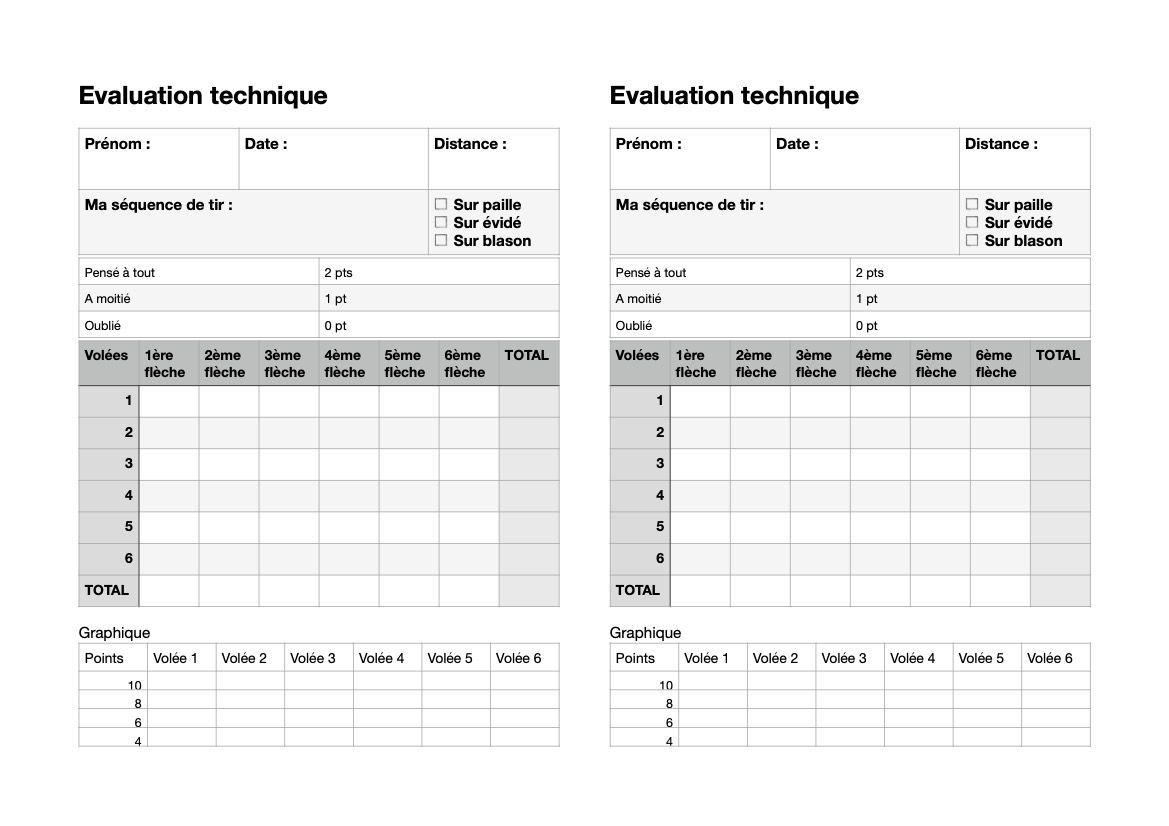 Evaluation technique
Prénom : Date : Distance :
Ma séquence de tir : ☐ Sur paille
☐ Sur évidé
☐ Sur blason
Pensé à tout 2 pts
A moitié 1 pt
Oublié 0 pt
Volées 1ère flèche 2ème flèche 3ème flèche 4ème flèche 5ème flèche 6ème flèche TOTAL
1
2
3
4
5
6
TOTAL
Graphique
Points Volée 1 Volée 2 Volée 3 Volée 4 Volée 5 Volée 6
10
8
6
4
Evaluation technique
Prénom : Date : Distance :
Ma séquence de tir : ☐ Sur paille
☐ Sur évidé
☐ Sur blason
Pensé à tout 2 pts
A moitié 1 pt
Oublié 0 pt
Volées 1ère flèche 2ème flèche 3ème flèche 4ème flèche 5ème flèche 6ème flèche TOTAL
1
2
3
4
5
6
TOTAL
Graphique
Points Volée 1 Volée 2 Volée 3 Volée 4 Volée 5 Volée 6
10
8
6
4